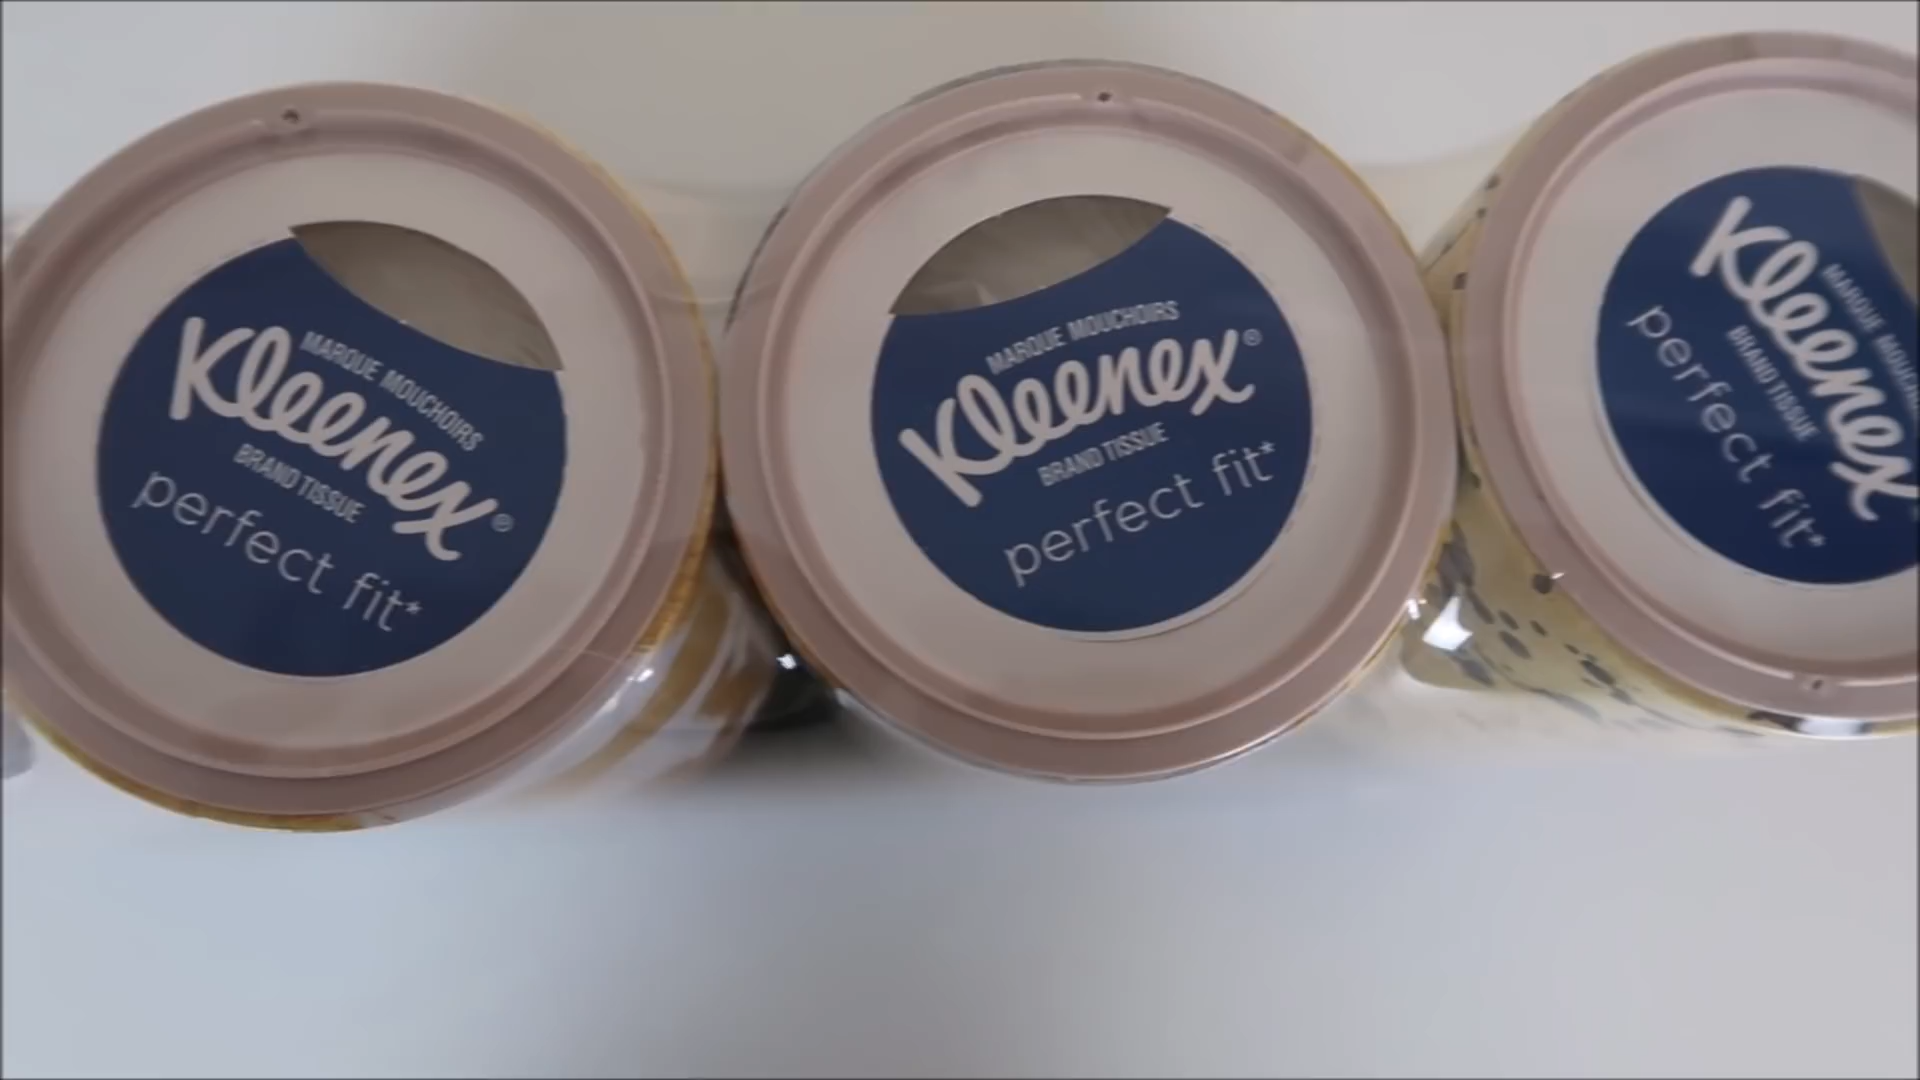 MARQUE MOUCHOIRS
Kleenex®
BRAND TISSUE
perfect fit*
MARQUE MOUCHOIRS
Kleenex®
BRAND TISSUE
perfect fit*
MARQUE
Kleenex
BRAND TISSUE
perfect fit*